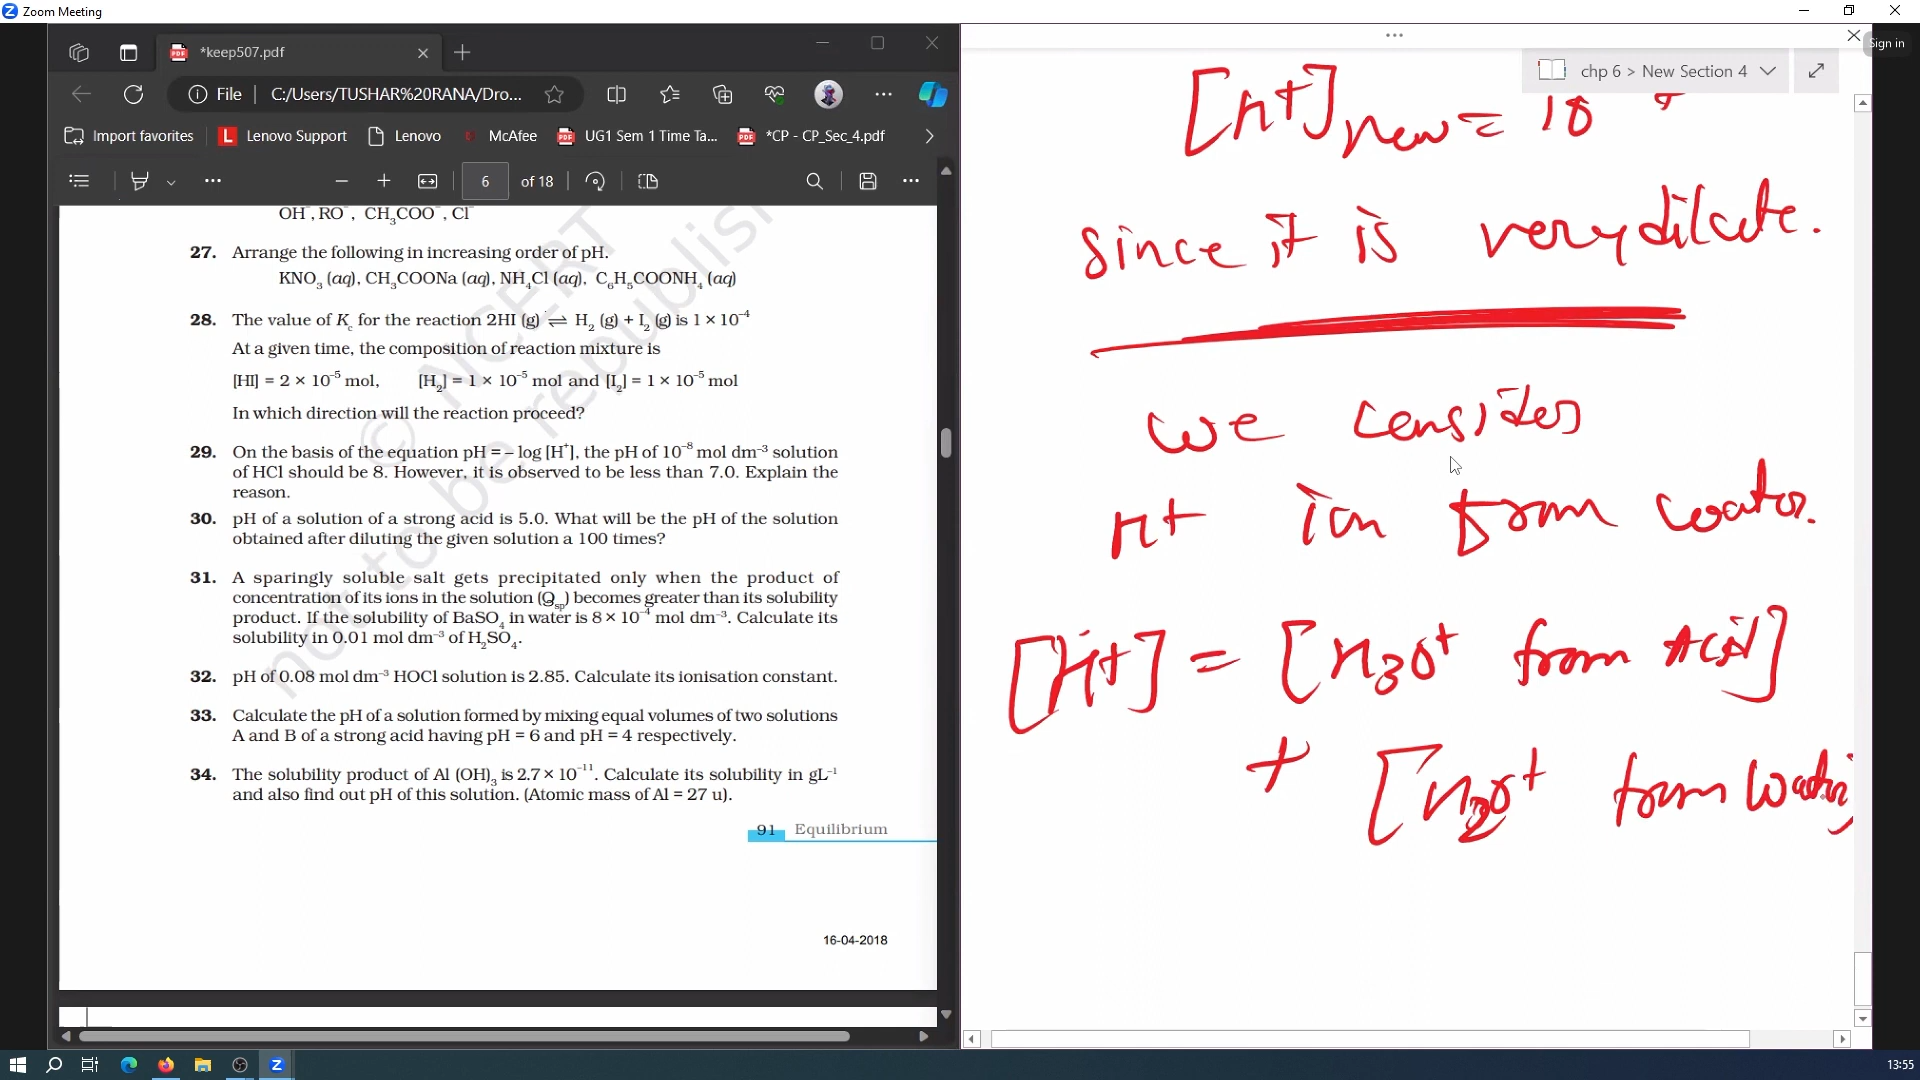 Zoom Meeting
*keep507.pdf
Sign in
File
C:/Users/TUSHAR%20RANA/Dro...
chp 6 > New Section 4
Import favorites
Lenovo Support
Lenovo
McAfee
UG1 Sem 1 Time Ta...
*CP - CP_Sec_4.pdf
6 of 18
OH⁻, RO⁻, CH₃COO⁻, Cl⁻
27. Arrange the following in increasing order of pH.
KNO₃ (aq), CH₃COONa (aq), NH₄Cl (aq), C₆H₅COONH₄ (aq)
28. The value of Kc for the reaction 2HI (g) ⇌ H₂ (g) + I₂ (g) is 1 × 10⁻⁴
At a given time, the composition of reaction mixture is
[HI] = 2 × 10⁻⁵ mol, [H₂] = 1 × 10⁻⁵ mol and [I₂] = 1 × 10⁻⁵ mol
In which direction will the reaction proceed?
29. On the basis of the equation pH = – log [H⁺], the pH of 10⁻⁸ mol dm⁻³ solution
of HCl should be 8. However, it is observed to be less than 7.0. Explain the
reason.
30. pH of a solution of a strong acid is 5.0. What will be the pH of the solution
obtained after diluting the given solution a 100 times?
31. A sparingly soluble salt gets precipitated only when the product of
concentration of its ions in the solution (Qsp) becomes greater than its solubility
product. If the solubility of BaSO₄ in water is 8 × 10⁻⁴ mol dm⁻³. Calculate its
solubility in 0.01 mol dm⁻³ of H₂SO₄.
32. pH of 0.08 mol dm⁻³ HOCl solution is 2.85. Calculate its ionisation constant.
33. Calculate the pH of a solution formed by mixing equal volumes of two solutions
A and B of a strong acid having pH = 6 and pH = 4 respectively.
34. The solubility product of Al (OH)₃ is 2.7 × 10⁻¹¹. Calculate its solubility in gL⁻¹
and also find out pH of this solution. (Atomic mass of Al = 27 u).
91 Equilibrium
16-04-2018
© NCERT
not to be republis
[H+]new = 10
since it is very dilute.
we consider
H+ ion from water.
[H+] = [H3O+ from Acid]
+ [H3O+ from water]
13:55